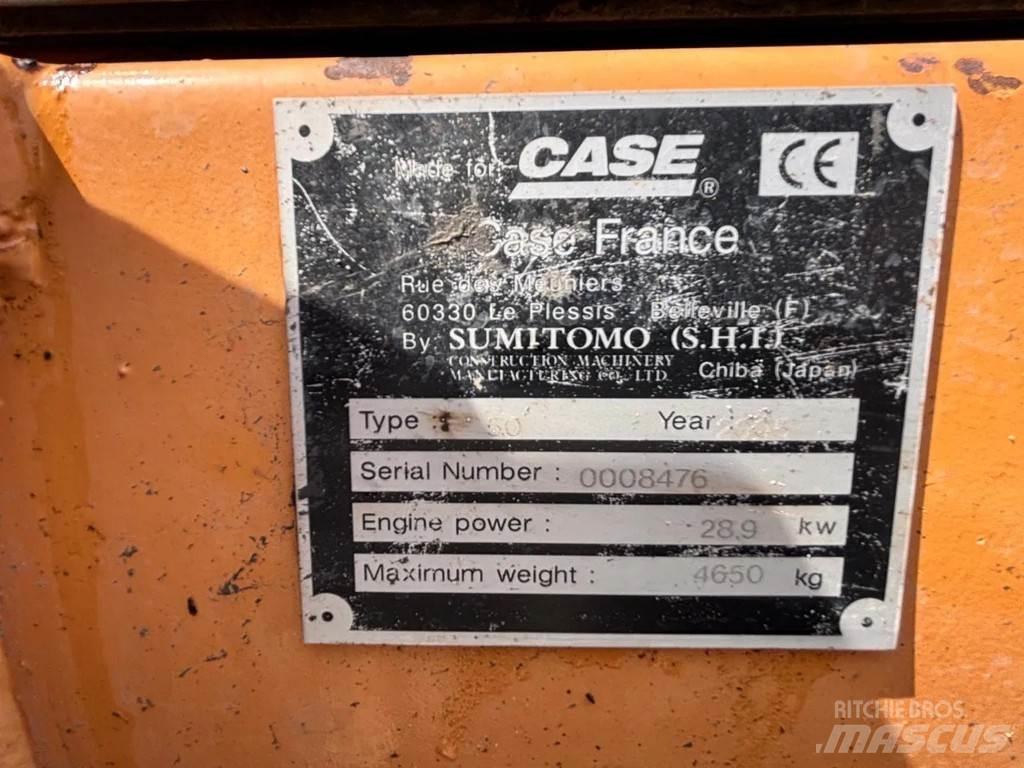 Made for: CASE ®
CE
Case France
Rue des Meuniers
60330 Le Plessis - Belleville (F)
By: SUMITOMO (S.H.I.)
CONSTRUCTION MACHINERY
MANUFACTURING CO., LTD. Chiba (Japan)
Type : 50 Year :
Serial Number : 0008476
Engine power : 28,9 kw
Maximum weight : 4650 kg
RITCHIE BROS.
MASCUS